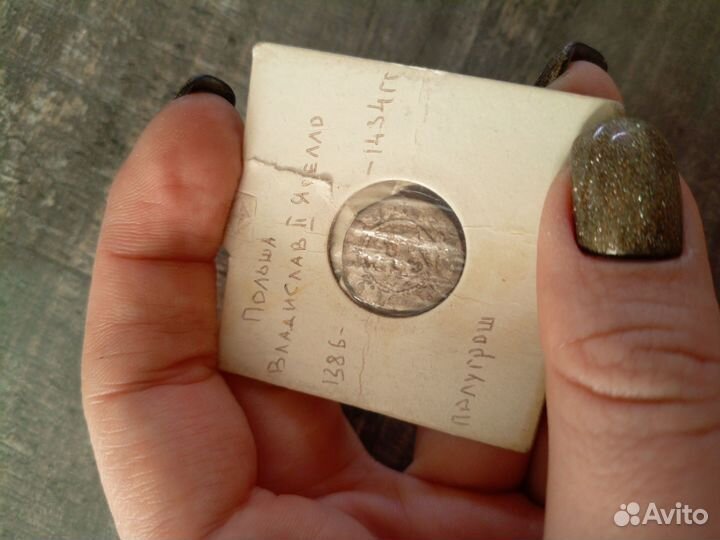 ПОЛЬША
ВЛАДИСЛАВ II ЯГЕЛЛО
1386-
-1434ГГ
ПОЛУГРОШ
Avito